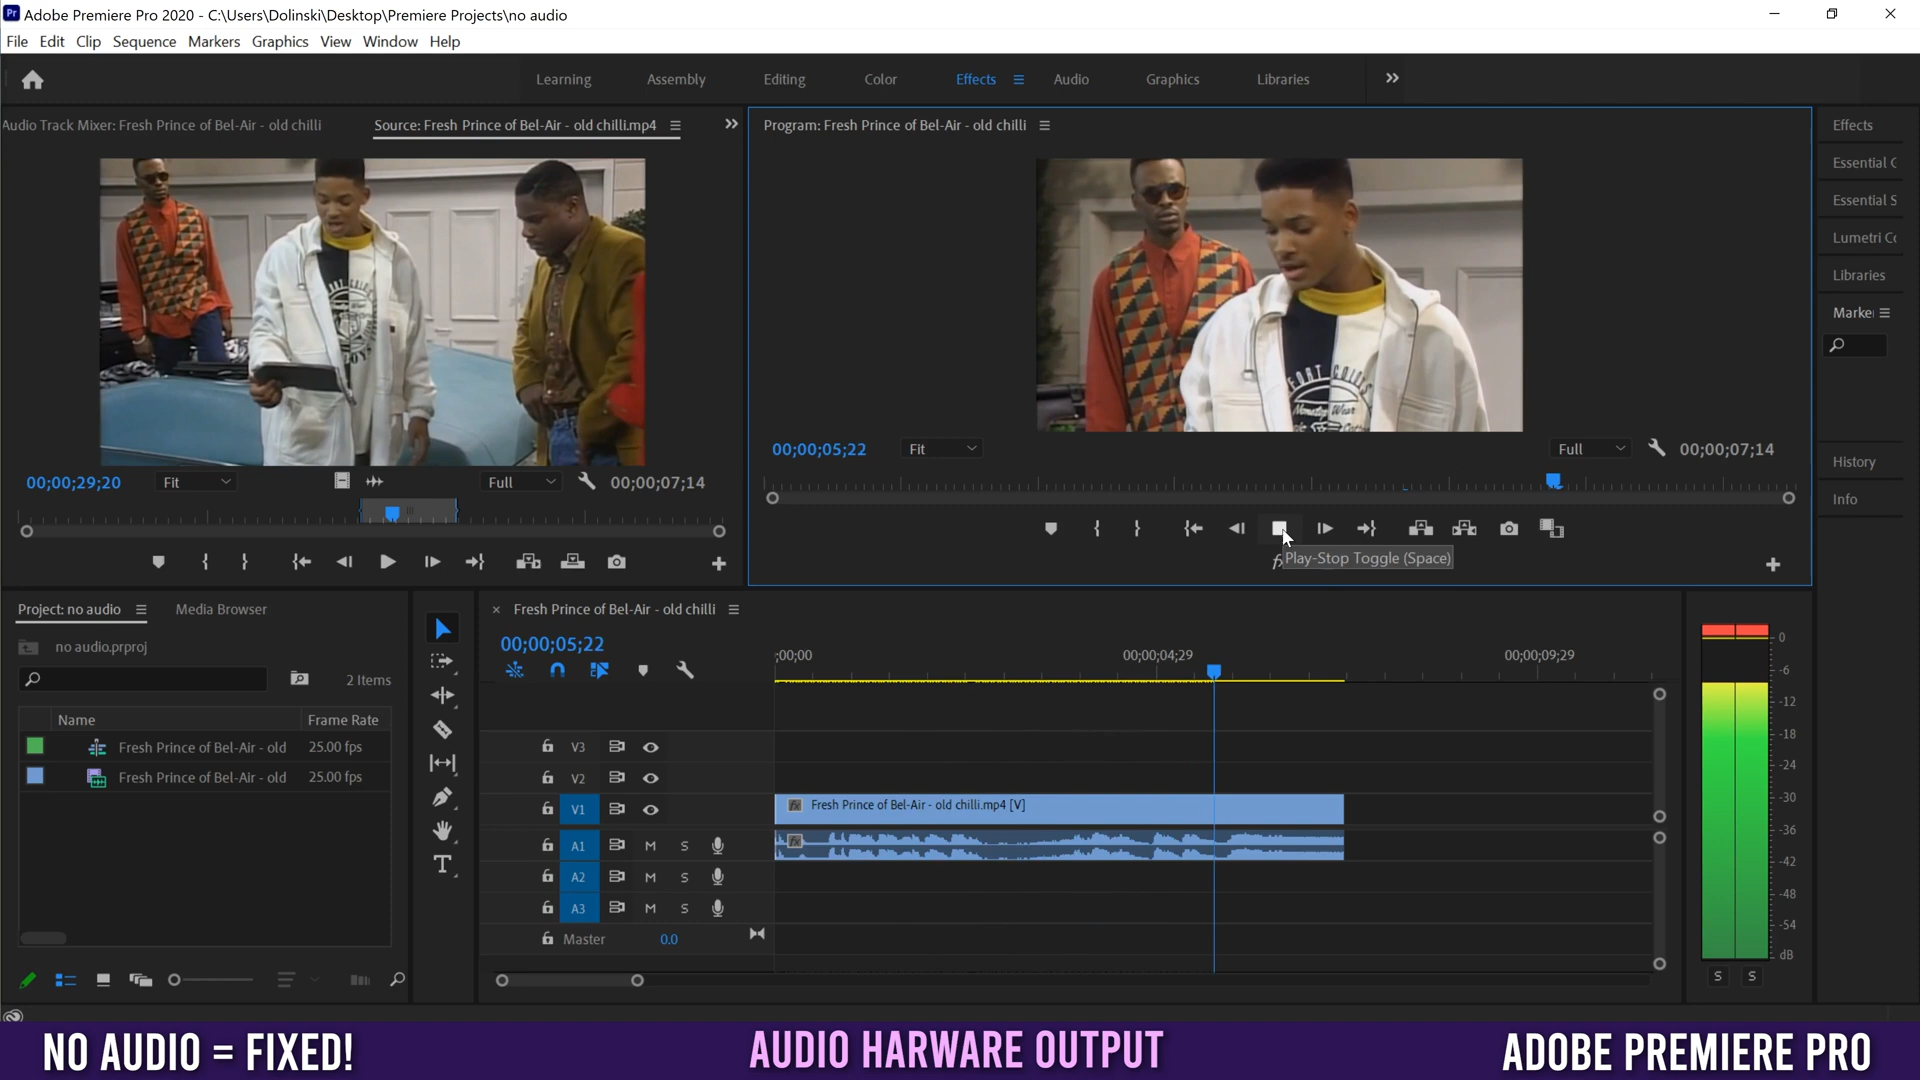 Pr Adobe Premiere Pro 2020 - C:\Users\Dolinski\Desktop\Premiere Projects\no audio
File Edit Clip Sequence Markers Graphics View Window Help
Learning Assembly Editing Color Effects Audio Graphics Libraries
Audio Track Mixer: Fresh Prince of Bel-Air - old chilli
Source: Fresh Prince of Bel-Air - old chilli.mp4
Program: Fresh Prince of Bel-Air - old chilli
Effects
Essential G
Essential S
Lumetri Co
Libraries
Marke
History
Info
00;00;29;20 Fit Full 00;00;07;14
00;00;05;22 Fit Full 00;00;07;14
Play-Stop Toggle (Space)
Project: no audio
Media Browser
no audio.prproj
2 Items
Name Frame Rate
Fresh Prince of Bel-Air - old 25.00 fps
Fresh Prince of Bel-Air - old 25.00 fps
Fresh Prince of Bel-Air - old chilli
00;00;05;22
;00;00 00;00;04;29 00;00;09;29
V3
V2
V1 fx Fresh Prince of Bel-Air - old chilli.mp4 [V]
A1 M S fx
A2 M S
A3 M S
Master 0.0
0
-6
-12
-18
-24
-30
-36
-42
-48
-54
dB
S S
NO AUDIO = FIXED!
AUDIO HARWARE OUTPUT
ADOBE PREMIERE PRO